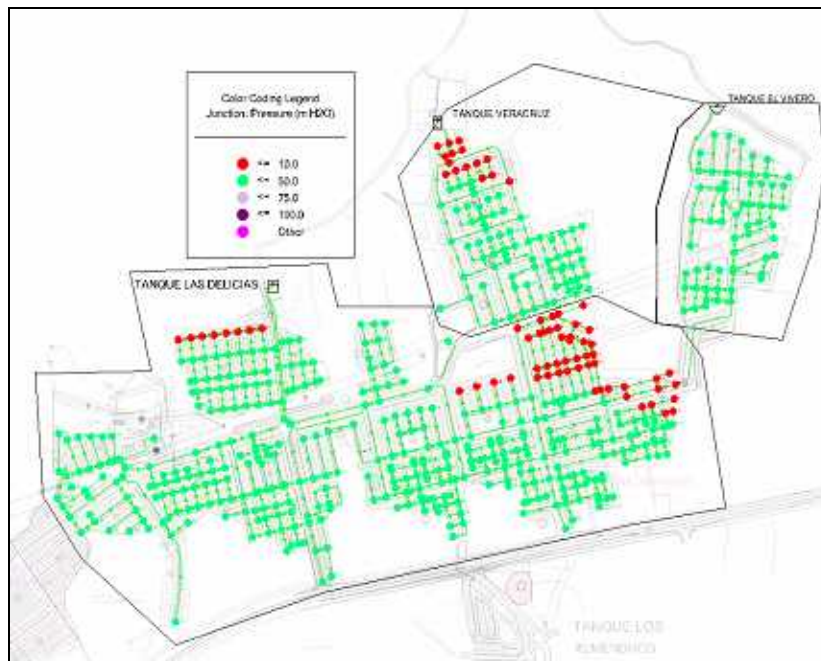 Color Coding Legend
Junction: Pressure (m H2O)
<= 10.0
<= 50.0
<= 75.0
<= 100.0
Other
TANQUE VERACRUZ
TANQUE EL VIVERO
TANQUE LAS DELICIAS
TANQUE LOS